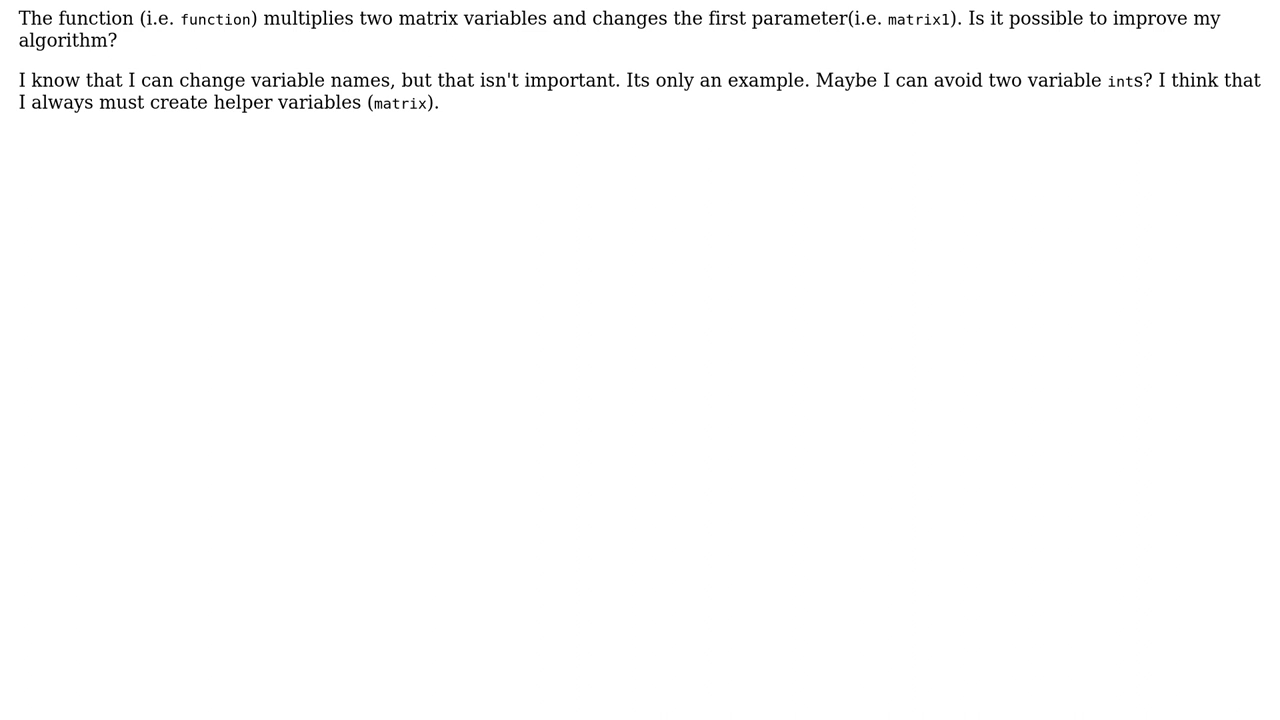 The function (i.e. function) multiplies two matrix variables and changes the first parameter(i.e. matrix1). Is it possible to improve my
algorithm?
I know that I can change variable names, but that isn't important. Its only an example. Maybe I can avoid two variable ints? I think that
I always must create helper variables (matrix).